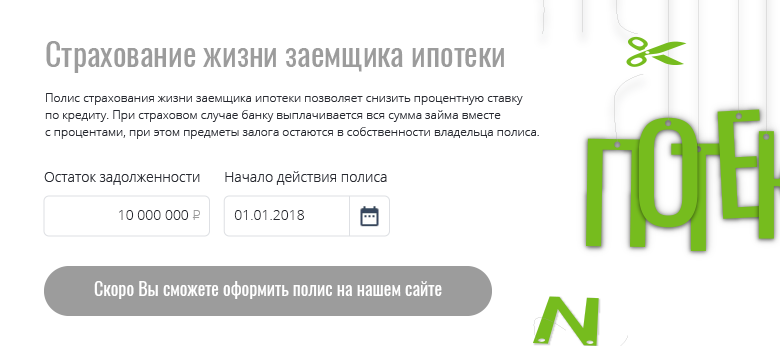 Страхование жизни заемщика ипотеки
Полис страхования жизни заемщика ипотеки позволяет снизить процентную ставку
по кредиту. При страховом случае банку выплачивается вся сумма займа вместе
с процентами, при этом предметы залога остаются в собственности владельца полиса.
Остаток задолженности Начало действия полиса
10 000 000 ₽ 01.01.2018
Скоро Вы сможете оформить полис на нашем сайте
ПОТЕК
И